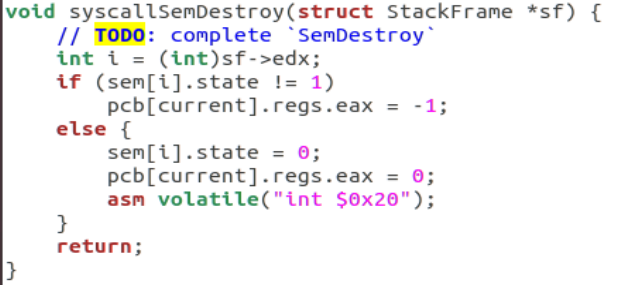 void syscallSemDestroy(struct StackFrame *sf) {
    // TODO: complete `SemDestroy`
    int i = (int)sf->edx;
    if (sem[i].state != 1)
        pcb[current].regs.eax = -1;
    else {
        sem[i].state = 0;
        pcb[current].regs.eax = 0;
        asm volatile("int $0x20");
    }
    return;
}